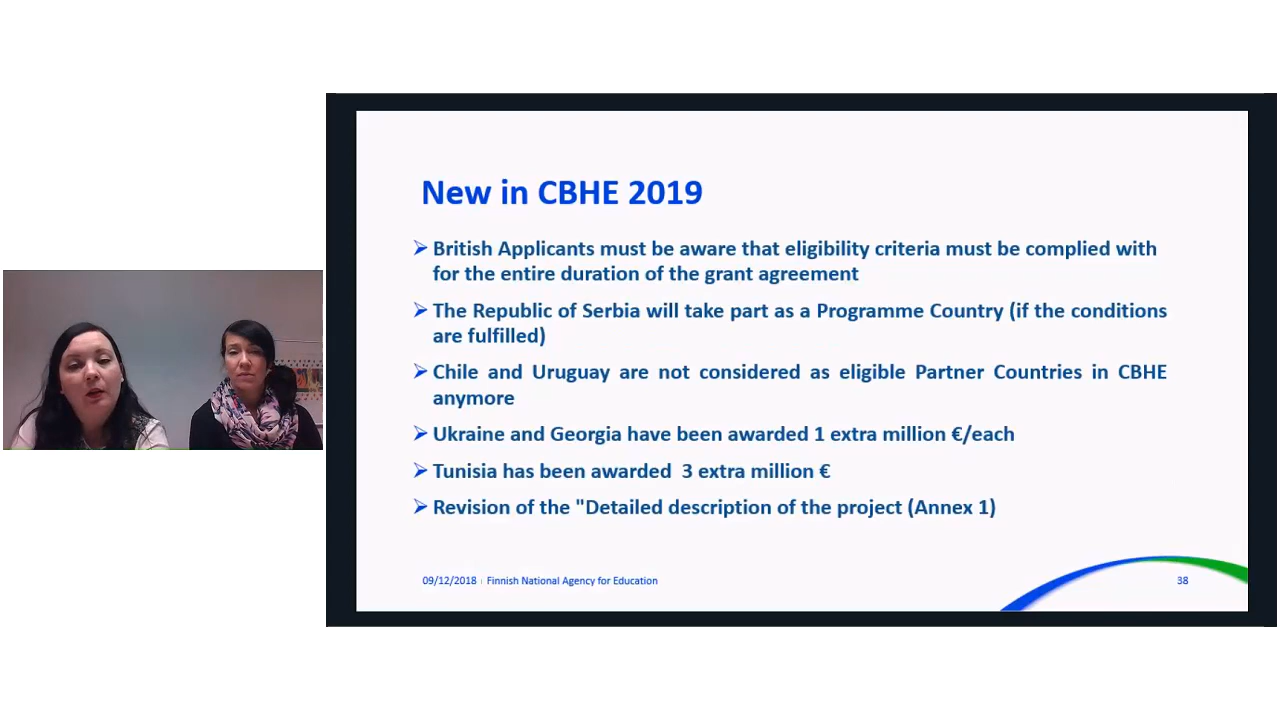 New in CBHE 2019
➢ British Applicants must be aware that eligibility criteria must be complied with
for the entire duration of the grant agreement
➢ The Republic of Serbia will take part as a Programme Country (if the conditions
are fulfilled)
➢ Chile and Uruguay are not considered as eligible Partner Countries in CBHE
anymore
➢ Ukraine and Georgia have been awarded 1 extra million €/each
➢ Tunisia has been awarded 3 extra million €
➢ Revision of the "Detailed description of the project (Annex 1)
09/12/2018 | Finnish National Agency for Education
38